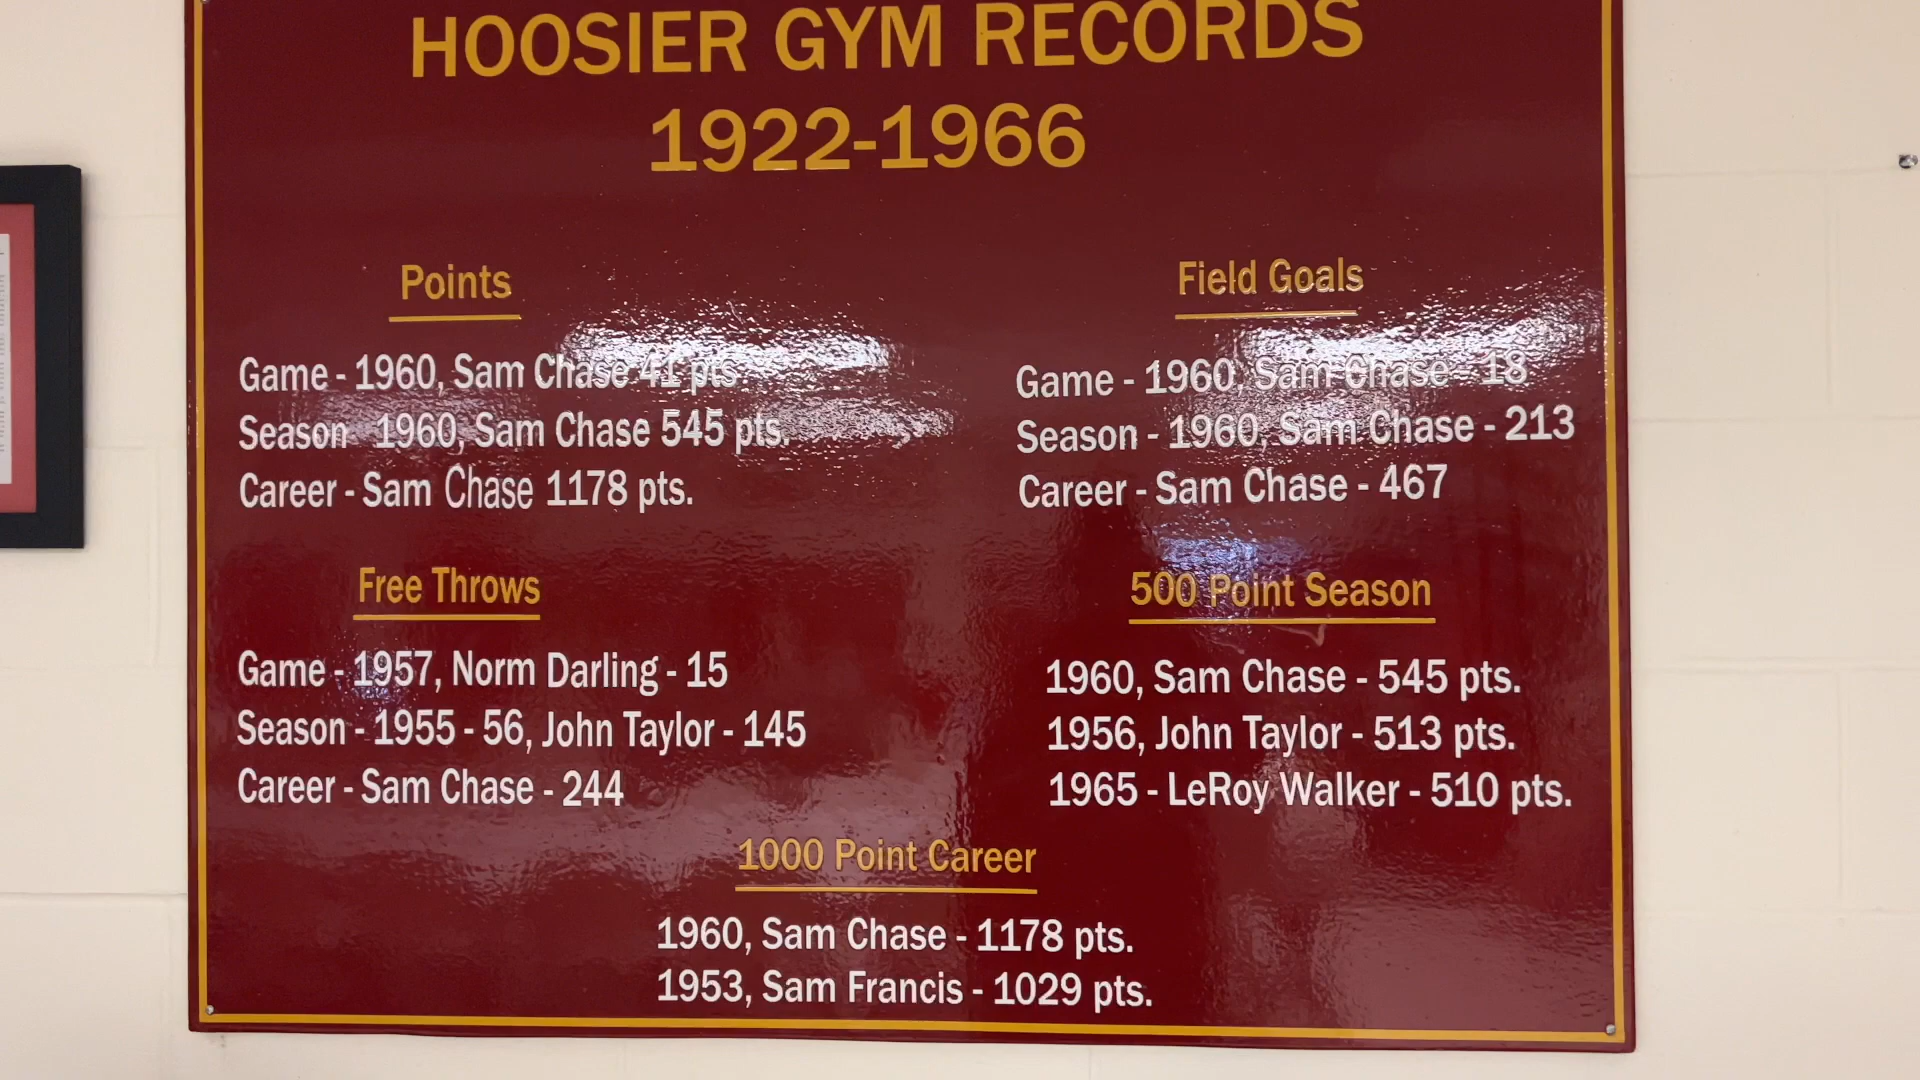 HOOSIER GYM RECORDS
1922-1966
Points
Game - 1960, Sam Chase 41 pts.
Season 1960, Sam Chase 545 pts.
Career - Sam Chase 1178 pts.
Field Goals
Game - 1960, Sam Chase - 18
Season - 1960, Sam Chase - 213
Career - Sam Chase - 467
Free Throws
Game - 1957, Norm Darling - 15
Season - 1955 - 56, John Taylor - 145
Career - Sam Chase - 244
500 Point Season
1960, Sam Chase - 545 pts.
1956, John Taylor - 513 pts.
1965 - LeRoy Walker - 510 pts.
1000 Point Career
1960, Sam Chase - 1178 pts.
1953, Sam Francis - 1029 pts.